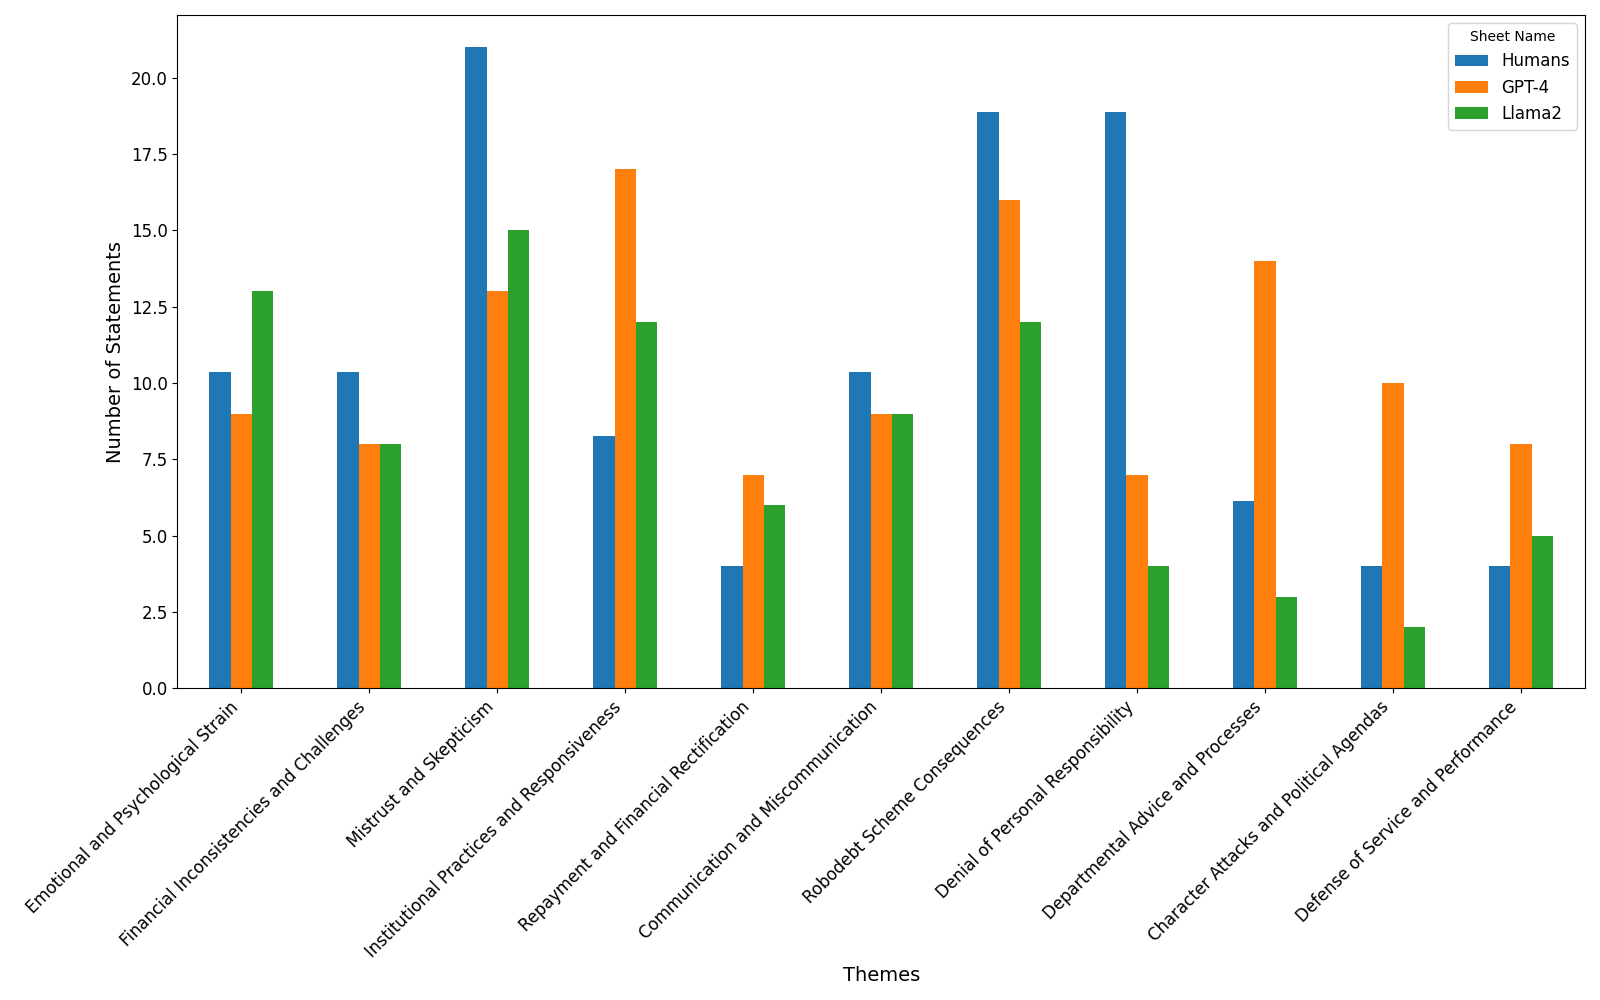 Sheet Name
Humans
GPT-4
Llama2
Number of Statements
20.0
17.5
15.0
12.5
10.0
7.5
5.0
2.5
0.0
Emotional and Psychological Strain
Financial Inconsistencies and Challenges
Mistrust and Skepticism
Institutional Practices and Responsiveness
Repayment and Financial Rectification
Communication and Miscommunication
Robodebt Scheme Consequences
Denial of Personal Responsibility
Departmental Advice and Processes
Character Attacks and Political Agendas
Defense of Service and Performance
Themes